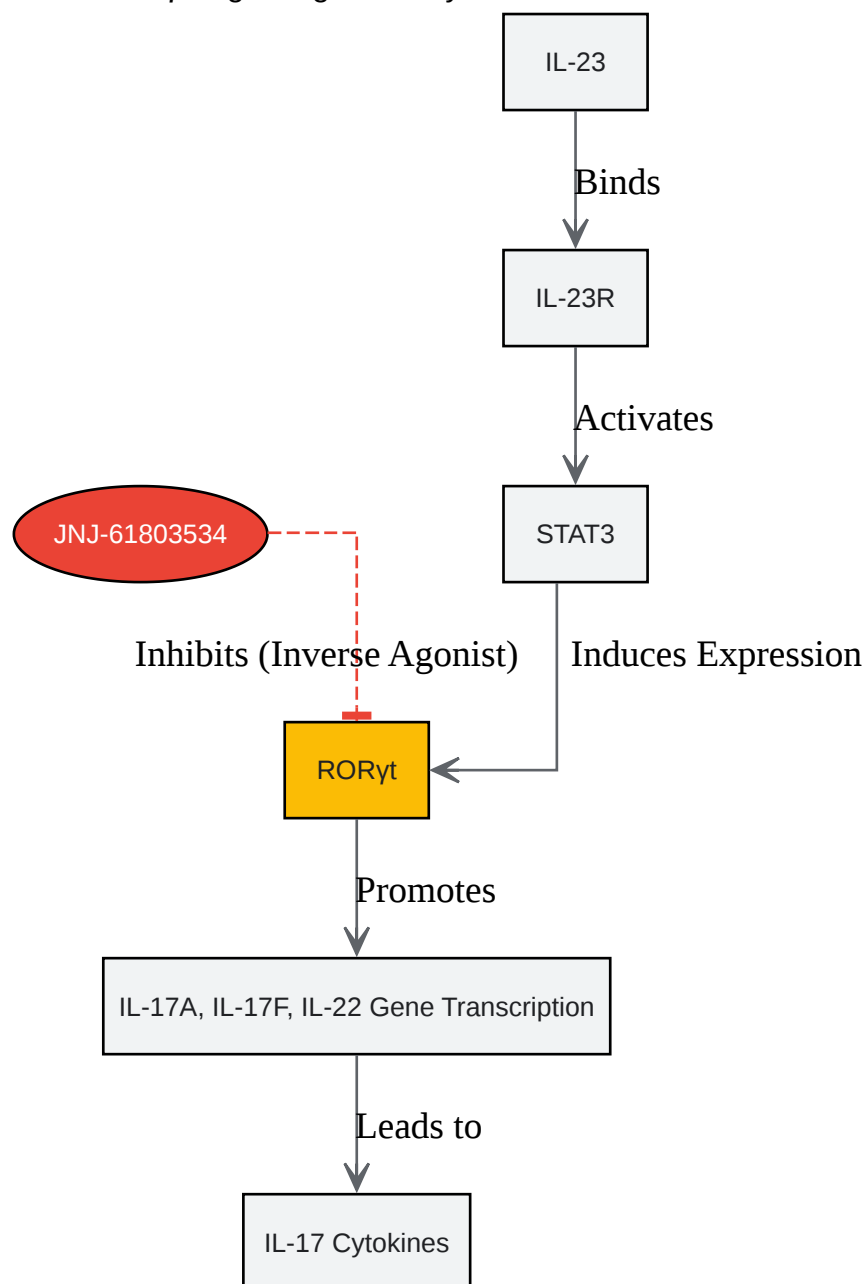 IL-23
Binds
IL-23R
Activates
JNJ-61803534
STAT3
Inhibits (Inverse Agonist)
Induces Expression
RORγt
Promotes
IL-17A, IL-17F, IL-22 Gene Transcription
Leads to
IL-17 Cytokines